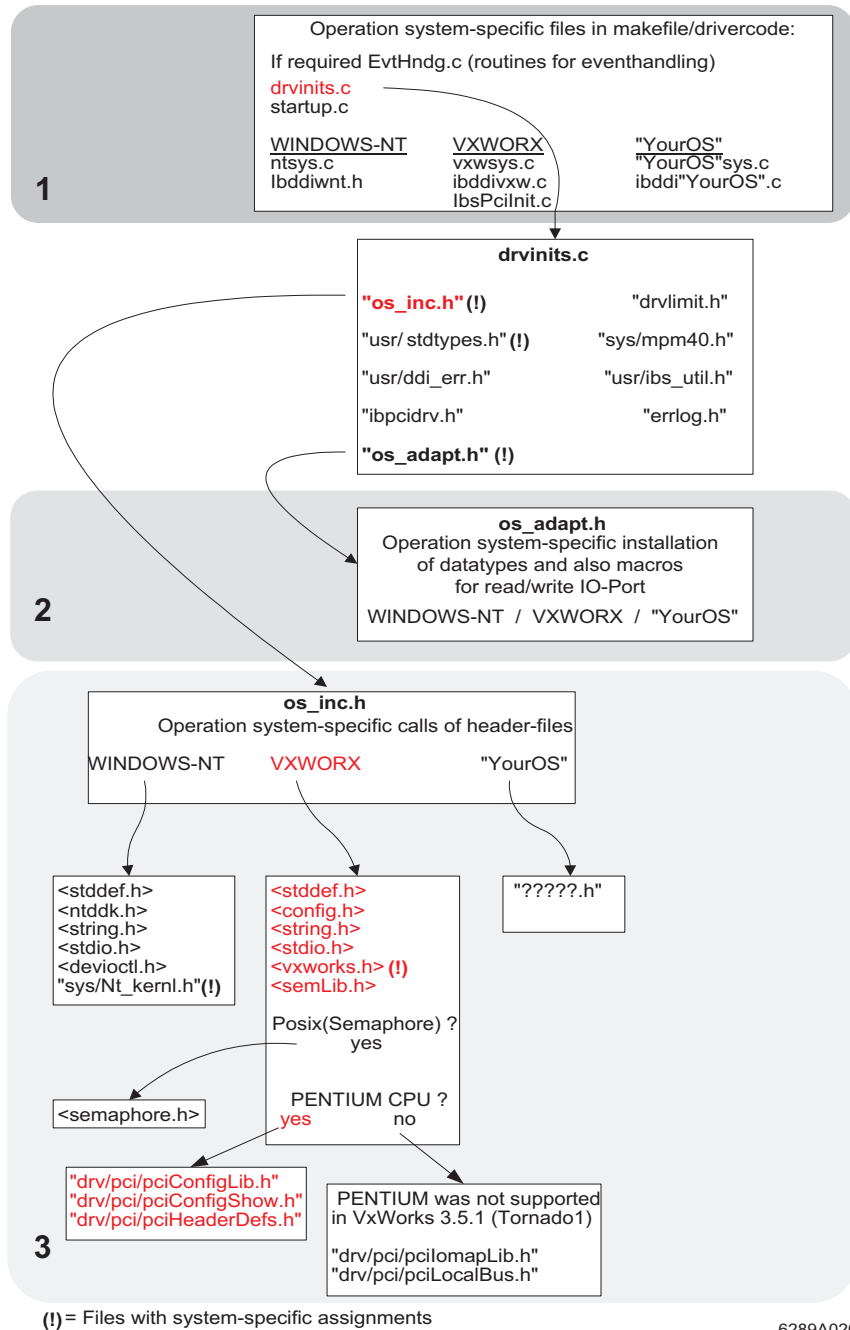 Operation system-specific files in makefile/drivercode:
If required EvtHndg.c (routines for eventhandling)
drvinits.c
startup.c
WINDOWS-NT VXWORX "YourOS"
ntsys.c vxwsys.c "YourOS"sys.c
Ibddiwnt.h ibddivxw.c ibddi"YourOS".c
IbsPciInit.c
1
drvinits.c
"os_inc.h"(!) "drvlimit.h"
"usr/ stdtypes.h"(!) "sys/mpm40.h"
"usr/ddi_err.h" "usr/ibs_util.h"
"ibpcidrv.h" "errlog.h"
"os_adapt.h" (!)
os_adapt.h
Operation system-specific installation
of datatypes and also macros
for read/write IO-Port
WINDOWS-NT / VXWORX / "YourOS"
2
os_inc.h
Operation system-specific calls of header-files
WINDOWS-NT VXWORX "YourOS"
<stddef.h>
<ntddk.h>
<string.h>
<stdio.h>
<devioctl.h>
"sys/Nt_kernl.h"(!)
<stddef.h>
<config.h>
<string.h>
<stdio.h>
<vxworks.h> (!)
<semLib.h>
Posix(Semaphore) ?
yes
PENTIUM CPU ?
yes no
"?????.h"
<semaphore.h>
"drv/pci/pciConfigLib.h"
"drv/pci/pciConfigShow.h"
"drv/pci/pciHeaderDefs.h"
PENTIUM was not supported
in VxWorks 3.5.1 (Tornado1)
"drv/pci/pciIomapLib.h"
"drv/pci/pciLocalBus.h"
3
(!) = Files with system-specific assignments